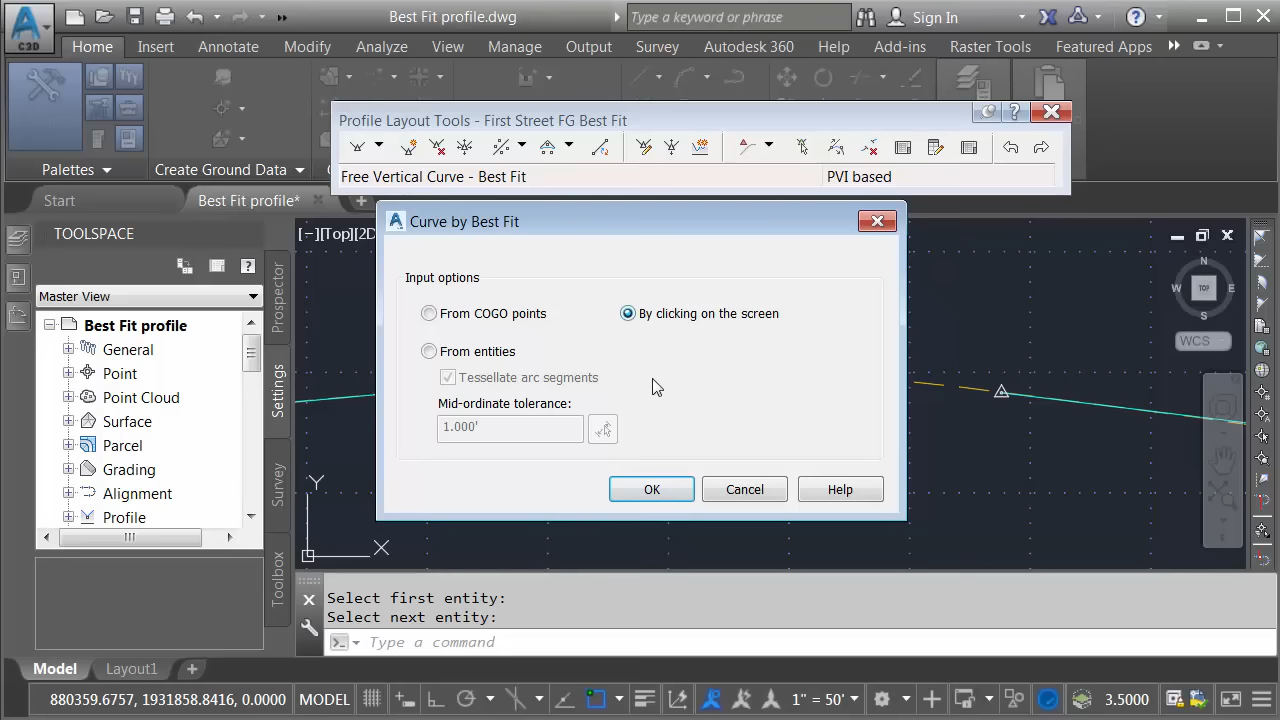 Best Fit profile.dwg
Type a keyword or phrase
Sign In
C3D
Home Insert Annotate Modify Analyze View Manage Output Survey Autodesk 360 Help Add-ins Raster Tools Featured Apps
Profile Layout Tools - First Street FG Best Fit
Free Vertical Curve - Best Fit PVI based
Palettes Create Ground Data
Start Best Fit profile*
TOOLSPACE
[−][Top][2D
Curve by Best Fit
Master View
Input options
From COGO points By clicking on the screen
From entities
Tessellate arc segments
Mid-ordinate tolerance:
1.000'
OK Cancel Help
Best Fit profile
General
Point
Point Cloud
Surface
Parcel
Grading
Alignment
Profile
Prospector
Settings
Survey
Toolbox
N
W TOP E
S
WCS
Y
X
Select first entity:
Select next entity:
Type a command
Model Layout1
880359.6757, 1931858.8416, 0.0000 MODEL 1" = 50' 3.5000